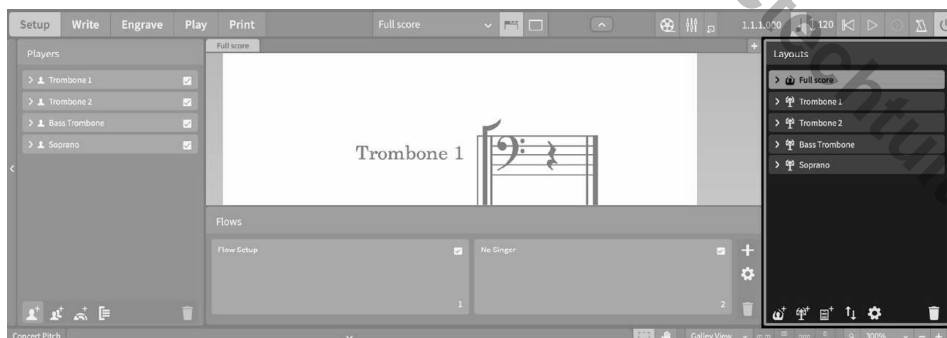 Setup Write Engrave Play Print Full score 1.1.1.000 120
Players
Trombone 1
Trombone 2
Bass Trombone
Soprano
Full score
Trombone 1
Flows
Flow Setup
1
No Singer
2
Layouts
Full score
Trombone 1
Trombone 2
Bass Trombone
Soprano
Concert Pitch
Galley View
300%